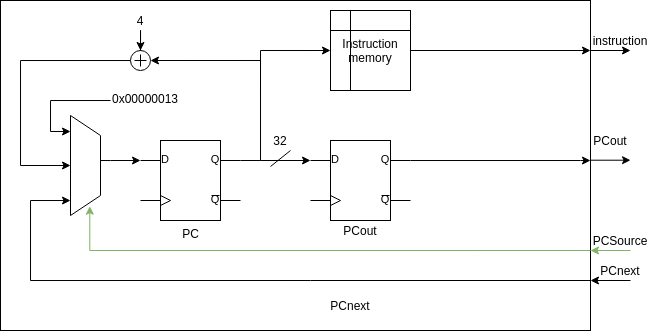 4
instruction
Instruction
memory
0x00000013
32
PCout
D
Q
D
Q
Q
Q
PC
PCout
PCSource
PCnext
PCnext